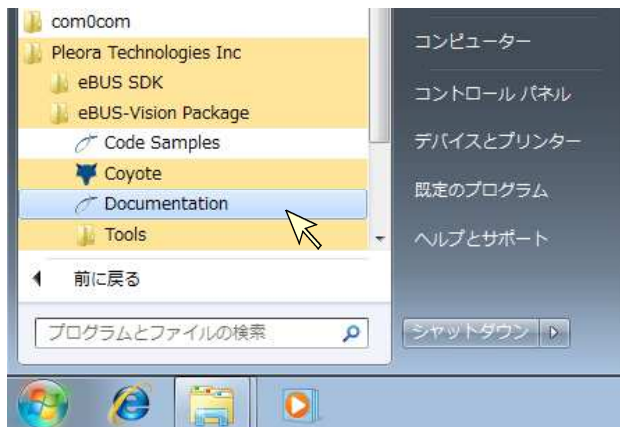 com0com
Pleora Technologies Inc
eBUS SDK
eBUS-Vision Package
Code Samples
Coyote
Documentation
Tools
前に戻る
プログラムとファイルの検索
コンピューター
コントロール パネル
デバイスとプリンター
既定のプログラム
ヘルプとサポート
シャットダウン